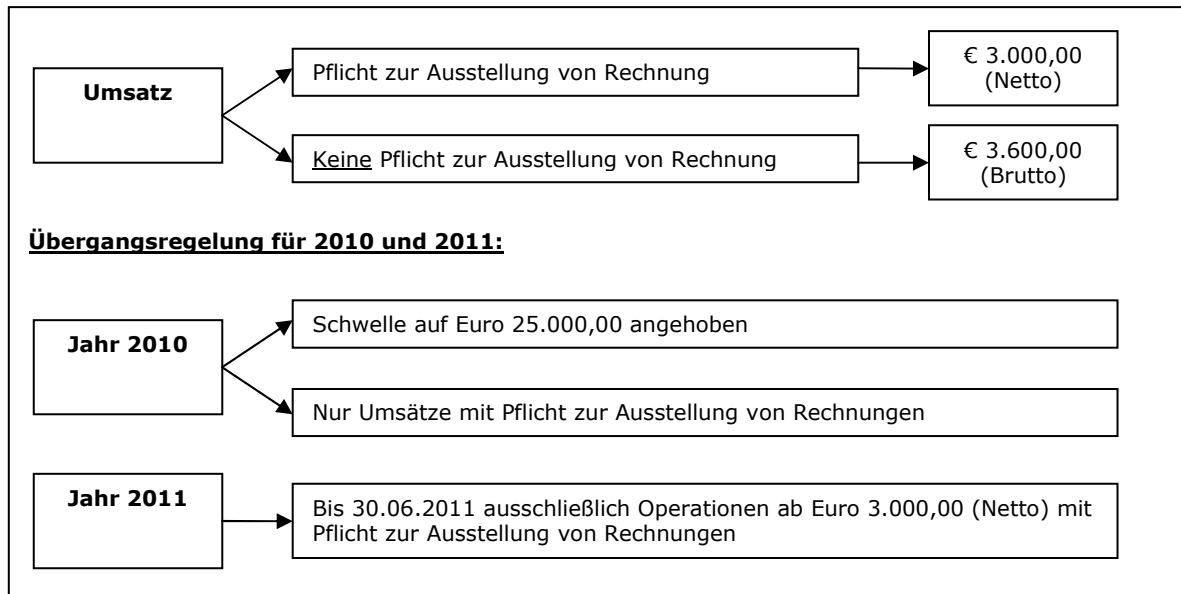 Umsatz
Pflicht zur Ausstellung von Rechnung
€ 3.000,00
(Netto)
Keine Pflicht zur Ausstellung von Rechnung
€ 3.600,00
(Brutto)
Übergangsregelung für 2010 und 2011:
Jahr 2010
Schwelle auf Euro 25.000,00 angehoben
Nur Umsätze mit Pflicht zur Ausstellung von Rechnungen
Jahr 2011
Bis 30.06.2011 ausschließlich Operationen ab Euro 3.000,00 (Netto) mit
Pflicht zur Ausstellung von Rechnungen